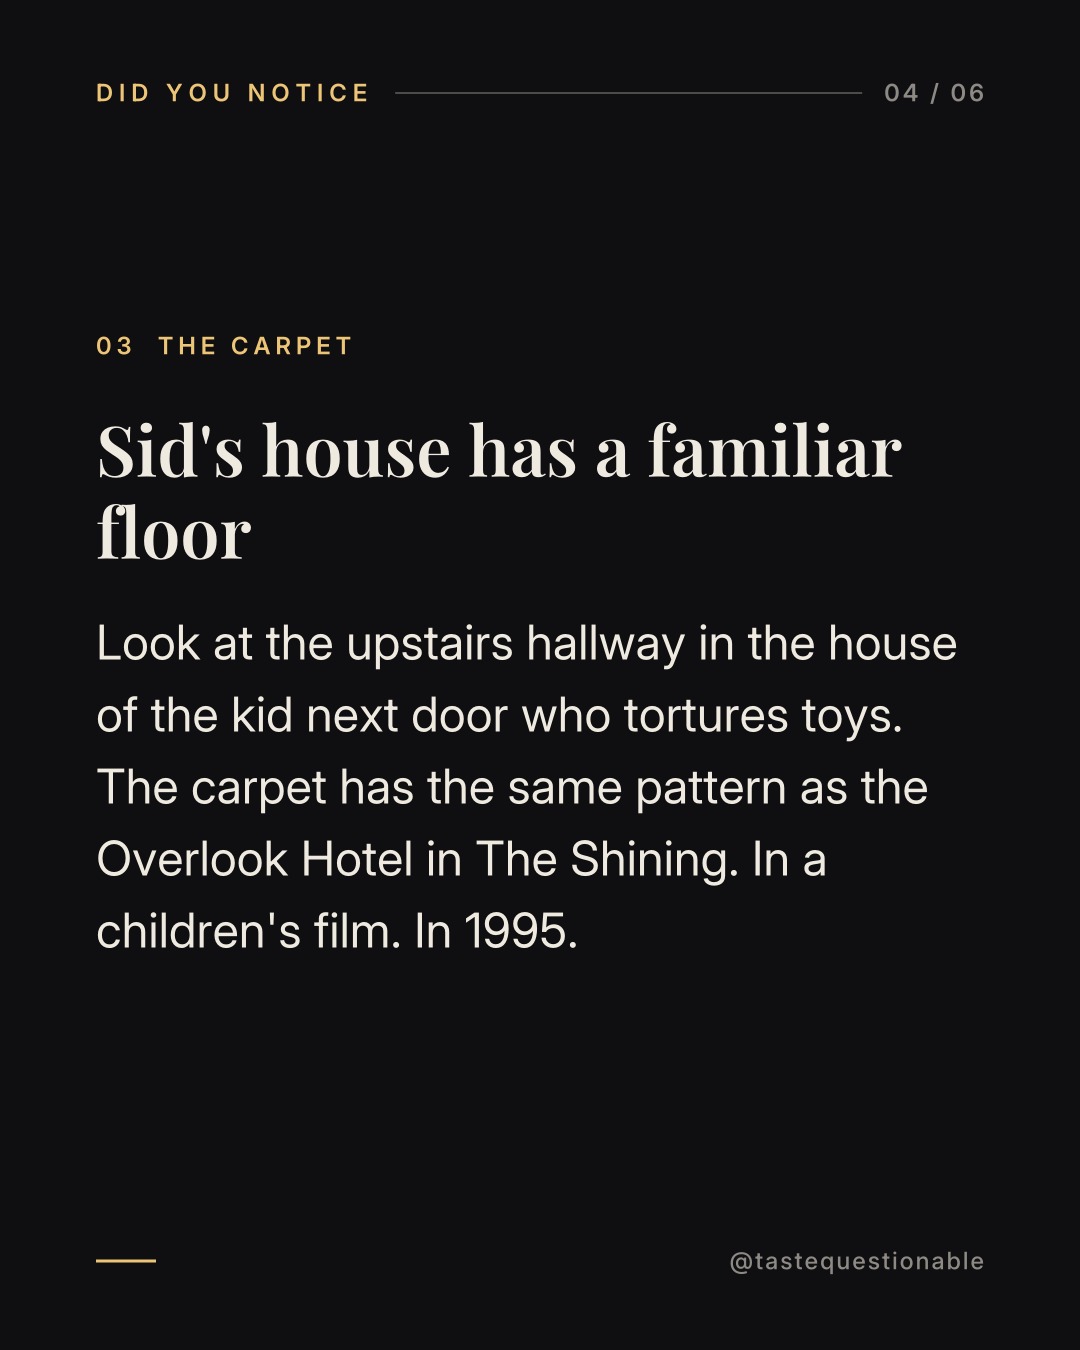 DID YOU NOTICE
04 / 06
03 THE CARPET
Sid's house has a familiar
floor
Look at the upstairs hallway in the house
of the kid next door who tortures toys.
The carpet has the same pattern as the
Overlook Hotel in The Shining. In a
children's film. In 1995.
@tastequestionable